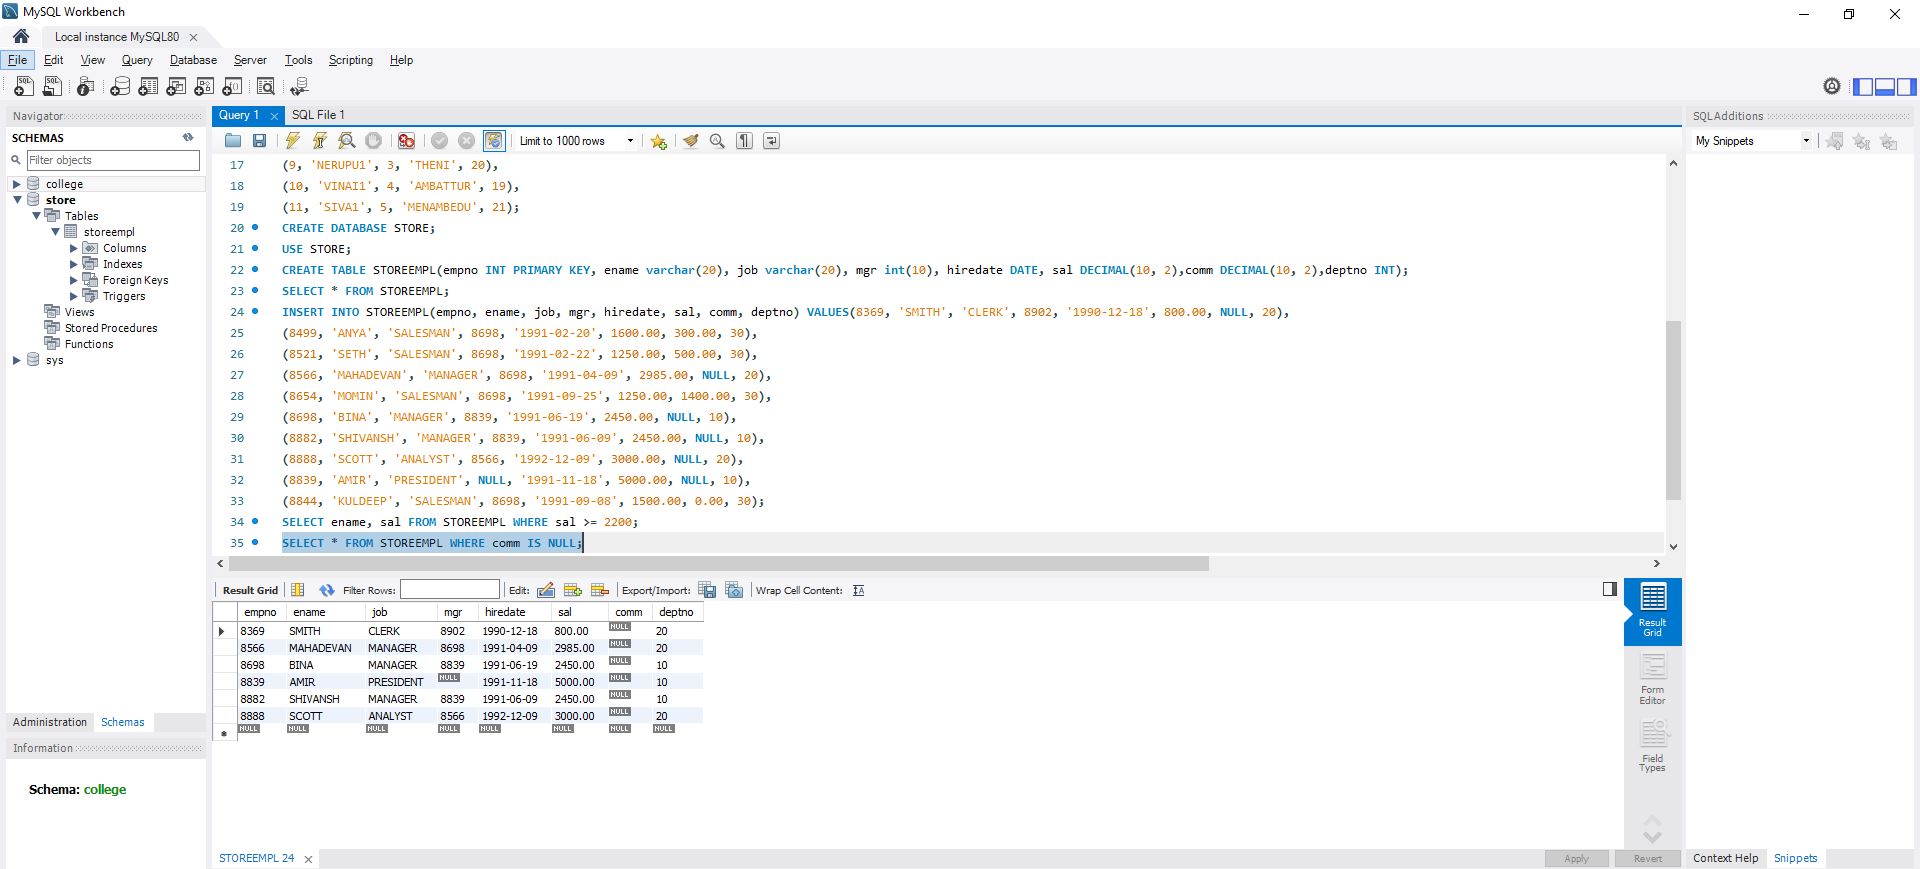 MySQL Workbench
Local instance MySQL80
File Edit View Query Database Server Tools Scripting Help
Navigator
SCHEMAS
Filter objects
college
store
Tables
storeempl
Columns
Indexes
Foreign Keys
Triggers
Views
Stored Procedures
Functions
sys
Administration Schemas
Information
Schema: college
Query 1 SQL File 1
Limit to 1000 rows
17 (9, 'NERUPU1', 3, 'THENI', 20),
18 (10, 'VINAI1', 4, 'AMBATTUR', 19),
19 (11, 'SIVA1', 5, 'MENAMBEDU', 21);
20 CREATE DATABASE STORE;
21 USE STORE;
22 CREATE TABLE STOREEMPL(empno INT PRIMARY KEY, ename varchar(20), job varchar(20), mgr int(10), hiredate DATE, sal DECIMAL(10, 2),comm DECIMAL(10, 2),deptno INT);
23 SELECT * FROM STOREEMPL;
24 INSERT INTO STOREEMPL(empno, ename, job, mgr, hiredate, sal, comm, deptno) VALUES(8369, 'SMITH', 'CLERK', 8902, '1990-12-18', 800.00, NULL, 20),
25 (8499, 'ANYA', 'SALESMAN', 8698, '1991-02-20', 1600.00, 300.00, 30),
26 (8521, 'SETH', 'SALESMAN', 8698, '1991-02-22', 1250.00, 500.00, 30),
27 (8566, 'MAHADEVAN', 'MANAGER', 8698, '1991-04-09', 2985.00, NULL, 20),
28 (8654, 'MOMIN', 'SALESMAN', 8698, '1991-09-25', 1250.00, 1400.00, 30),
29 (8698, 'BINA', 'MANAGER', 8839, '1991-06-19', 2450.00, NULL, 10),
30 (8882, 'SHIVANSH', 'MANAGER', 8839, '1991-06-09', 2450.00, NULL, 10),
31 (8888, 'SCOTT', 'ANALYST', 8566, '1992-12-09', 3000.00, NULL, 20),
32 (8839, 'AMIR', 'PRESIDENT', NULL, '1991-11-18', 5000.00, NULL, 10),
33 (8844, 'KULDEEP', 'SALESMAN', 8698, '1991-09-08', 1500.00, 0.00, 30);
34 SELECT ename, sal FROM STOREEMPL WHERE sal >= 2200;
35 SELECT * FROM STOREEMPL WHERE comm IS NULL;
Result Grid Filter Rows: Edit: Export/Import: Wrap Cell Content:
empno ename job mgr hiredate sal comm deptno
8369 SMITH CLERK 8902 1990-12-18 800.00 NULL 20
8566 MAHADEVAN MANAGER 8698 1991-04-09 2985.00 NULL 20
8698 BINA MANAGER 8839 1991-06-19 2450.00 NULL 10
8839 AMIR PRESIDENT NULL 1991-11-18 5000.00 NULL 10
8882 SHIVANSH MANAGER 8839 1991-06-09 2450.00 NULL 10
8888 SCOTT ANALYST 8566 1992-12-09 3000.00 NULL 20
NULL NULL NULL NULL NULL NULL NULL NULL
Result
Grid
Form
Editor
Field
Types
STOREEMPL 24
Apply Revert
SQLAdditions
My Snippets
Context Help Snippets